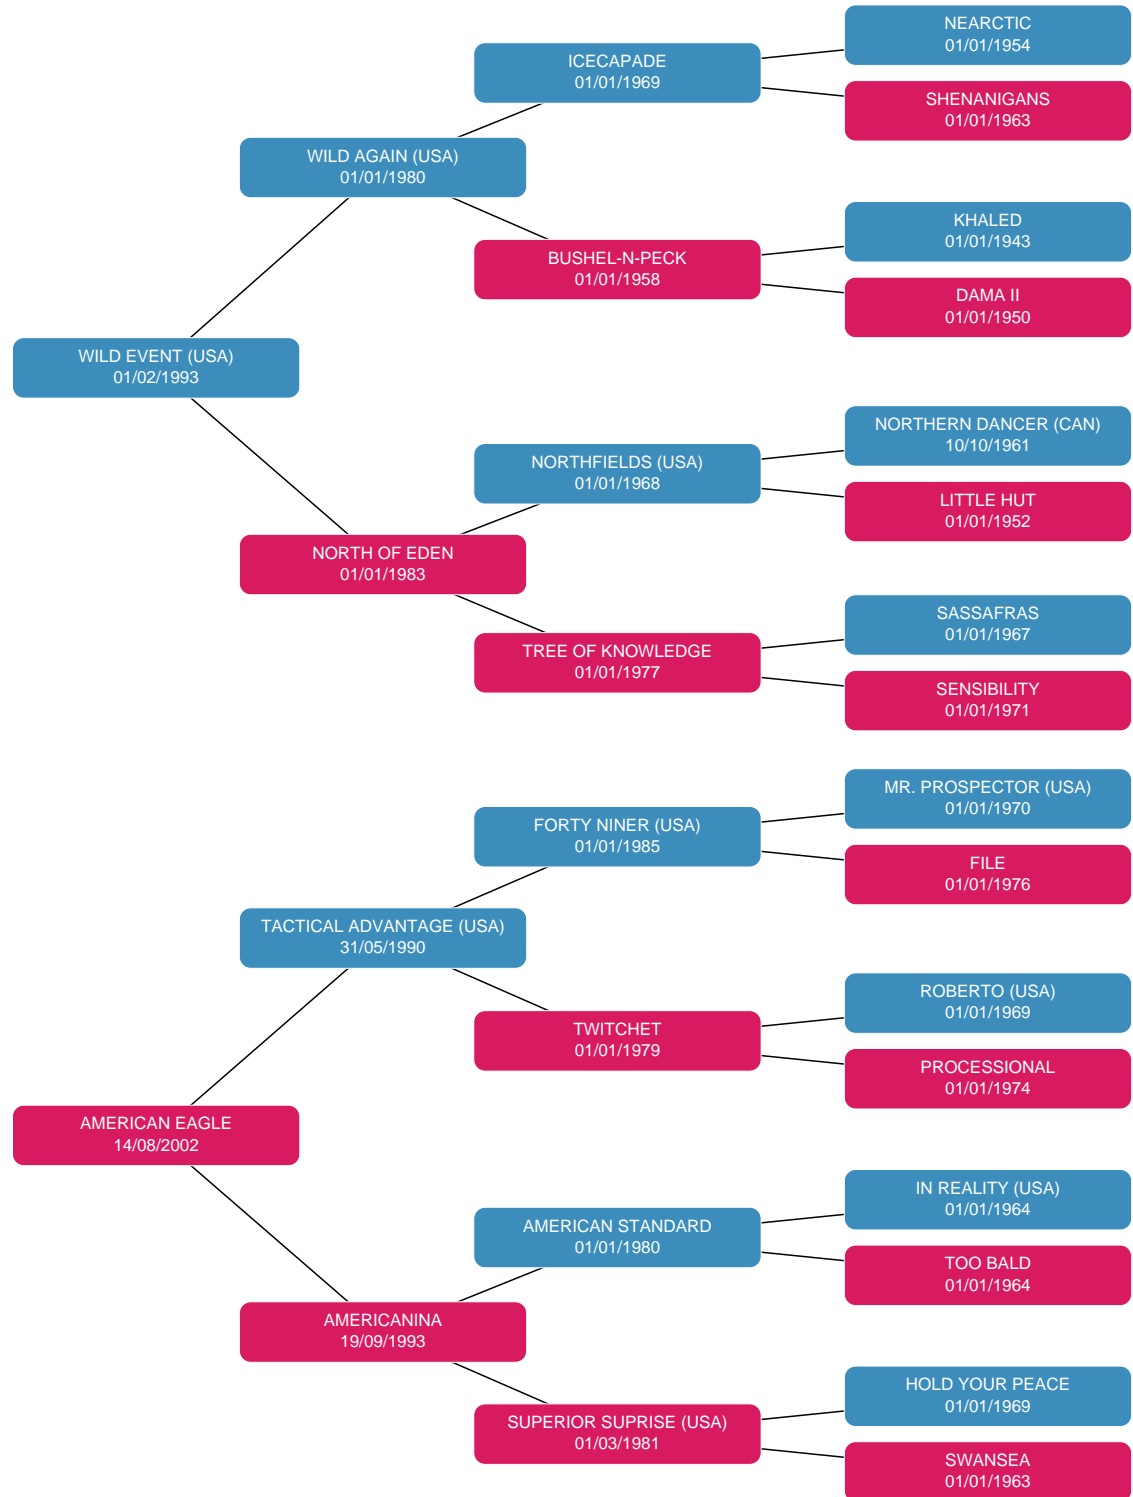 NEARCTIC
01/01/1954
ICECAPADE
01/01/1969
SHENANIGANS
01/01/1963
WILD AGAIN (USA)
01/01/1980
KHALED
01/01/1943
BUSHEL-N-PECK
01/01/1958
DAMA II
01/01/1950
WILD EVENT (USA)
01/02/1993
NORTHERN DANCER (CAN)
10/10/1961
NORTHFIELDS (USA)
01/01/1968
LITTLE HUT
01/01/1952
NORTH OF EDEN
01/01/1983
SASSAFRAS
01/01/1967
TREE OF KNOWLEDGE
01/01/1977
SENSIBILITY
01/01/1971
MR. PROSPECTOR (USA)
01/01/1970
FORTY NINER (USA)
01/01/1985
FILE
01/01/1976
TACTICAL ADVANTAGE (USA)
31/05/1990
ROBERTO (USA)
01/01/1969
TWITCHET
01/01/1979
PROCESSIONAL
01/01/1974
AMERICAN EAGLE
14/08/2002
IN REALITY (USA)
01/01/1964
AMERICAN STANDARD
01/01/1980
TOO BALD
01/01/1964
AMERICANINA
19/09/1993
HOLD YOUR PEACE
01/01/1969
SUPERIOR SUPRISE (USA)
01/03/1981
SWANSEA
01/01/1963